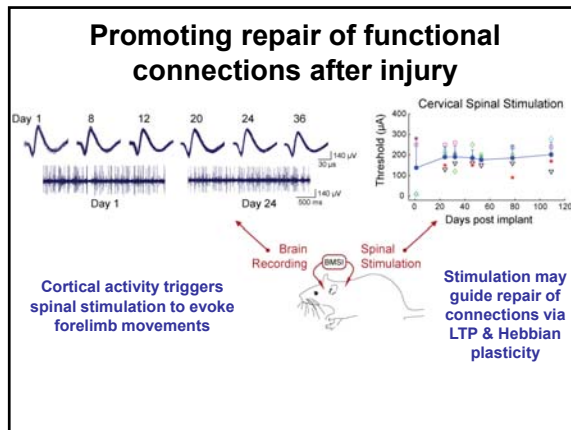 Promoting repair of functional
connections after injury
Day 1 8 12 20 24 36
140 µV
30 µs
140 µV
500 ms
Day 1
Day 24
Cervical Spinal Stimulation
Threshold (µA)
400
300
200
100
0
0 20 40 60 80 100 120
Days post implant
Brain
Recording
BMSI
Spinal
Stimulation
Cortical activity triggers
spinal stimulation to evoke
forelimb movements
Stimulation may
guide repair of
connections via
LTP & Hebbian
plasticity